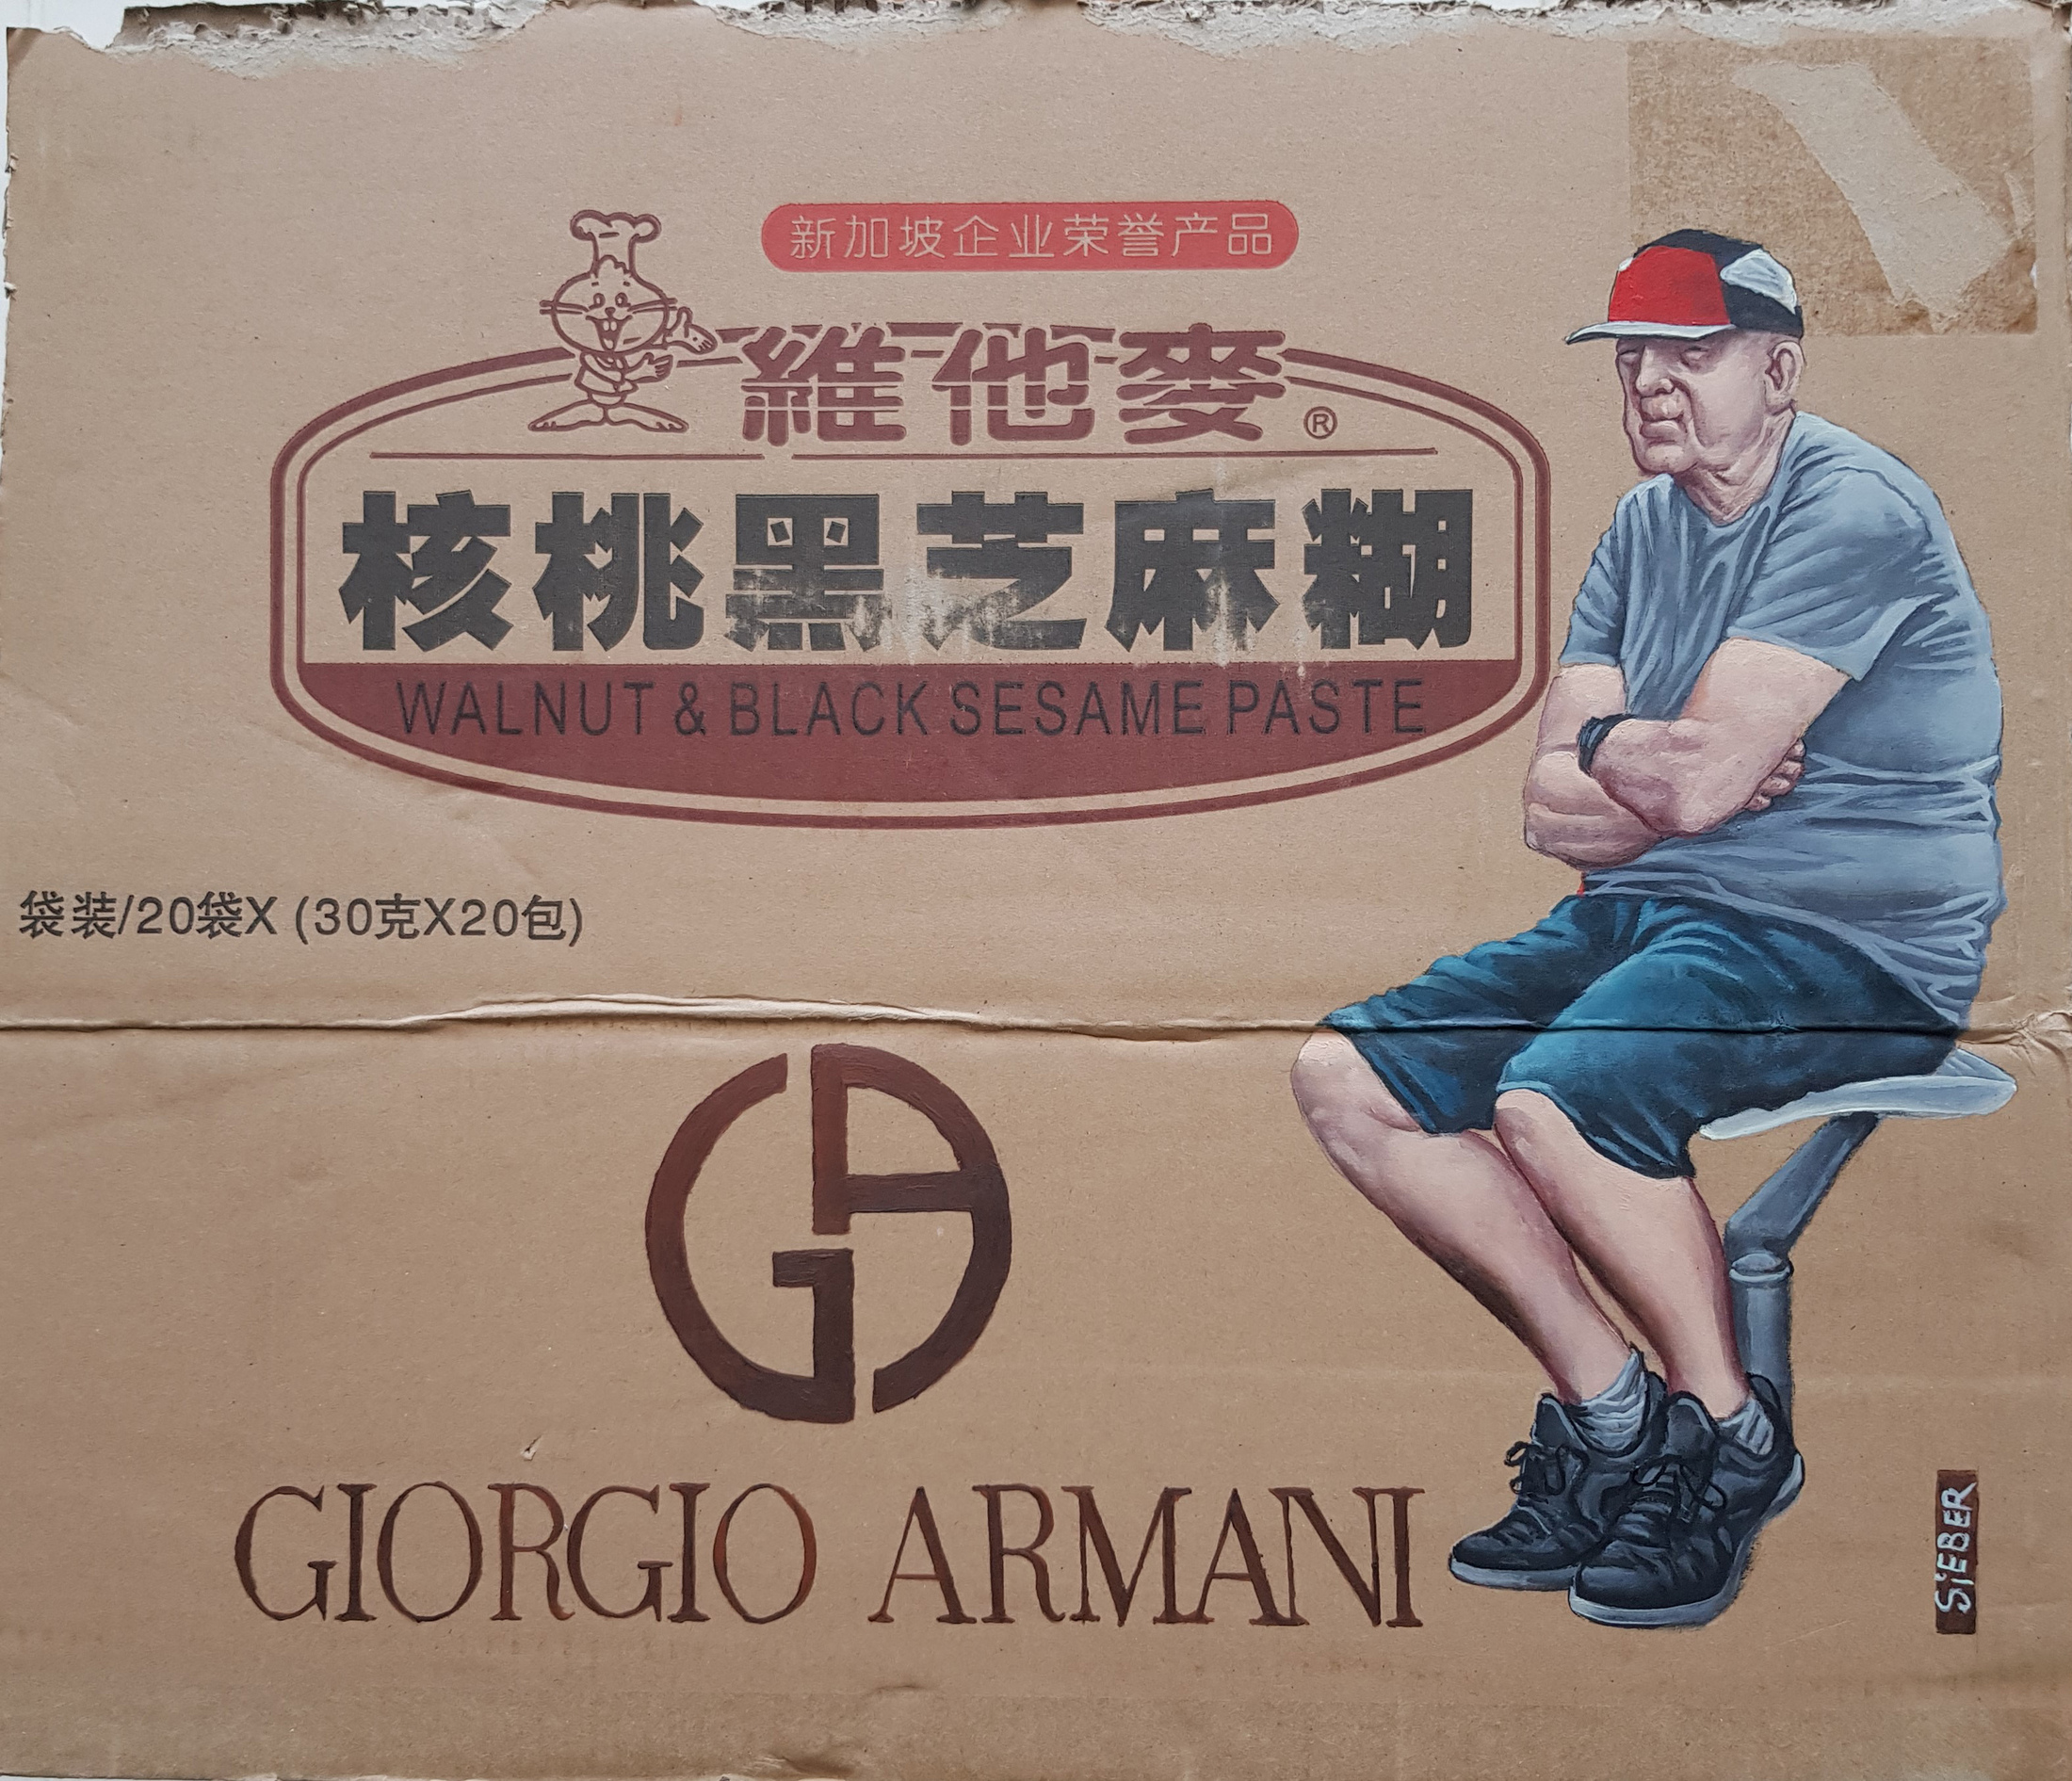 新加坡企业荣誉产品
維他麥®
核桃黑芝麻糊
WALNUT & BLACK SESAME PASTE
袋装/20袋X (30克X20包)
GA
GIORGIO ARMANI
SiEBER